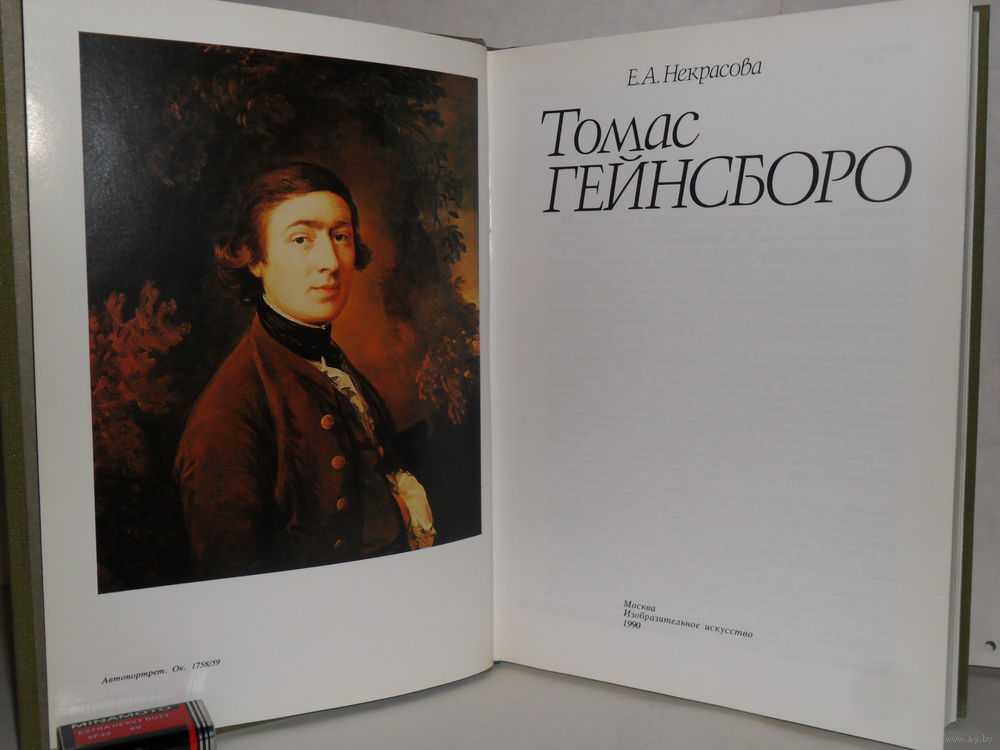 Е.А. Некрасова
Томас
ГЕЙНСБОРО
Москва
Изобразительное искусство
1990
Автопортрет. Ок. 1758/59
MINAMOTO
EXTRA HEAVY DUTY
6F22 9V
www.ay.by